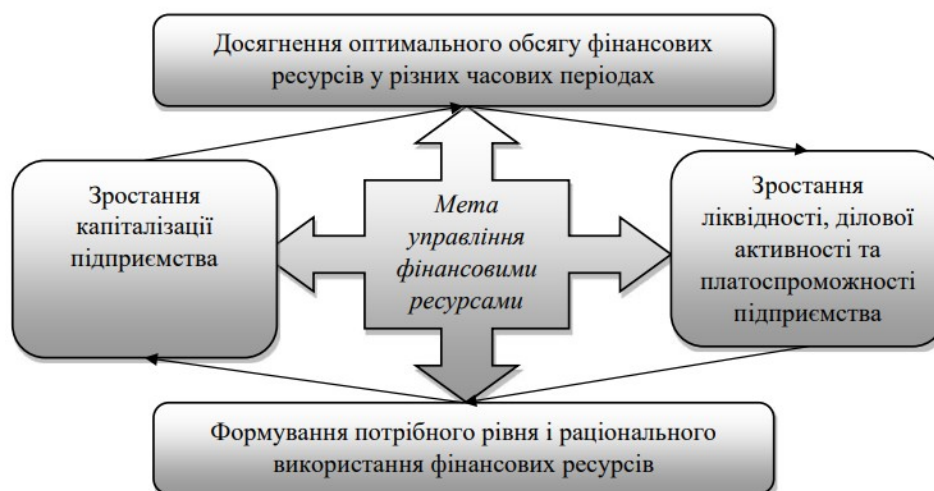 Досягнення оптимального обсягу фінансових
ресурсів у різних часових періодах
Зростання
капіталізації
підприємства
Мета
управління
фінансовими
ресурсами
Зростання
ліквідності, ділової
активності та
платоспроможності
підприємства
Формування потрібного рівня і раціонального
використання фінансових ресурсів